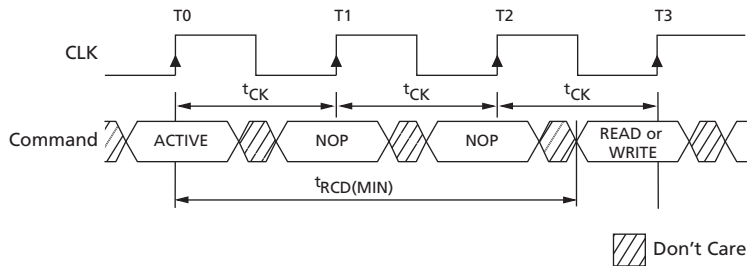 T0 T1 T2 T3
CLK
tCK tCK tCK
Command ACTIVE NOP NOP READ or
WRITE
tRCD(MIN)
Don't Care